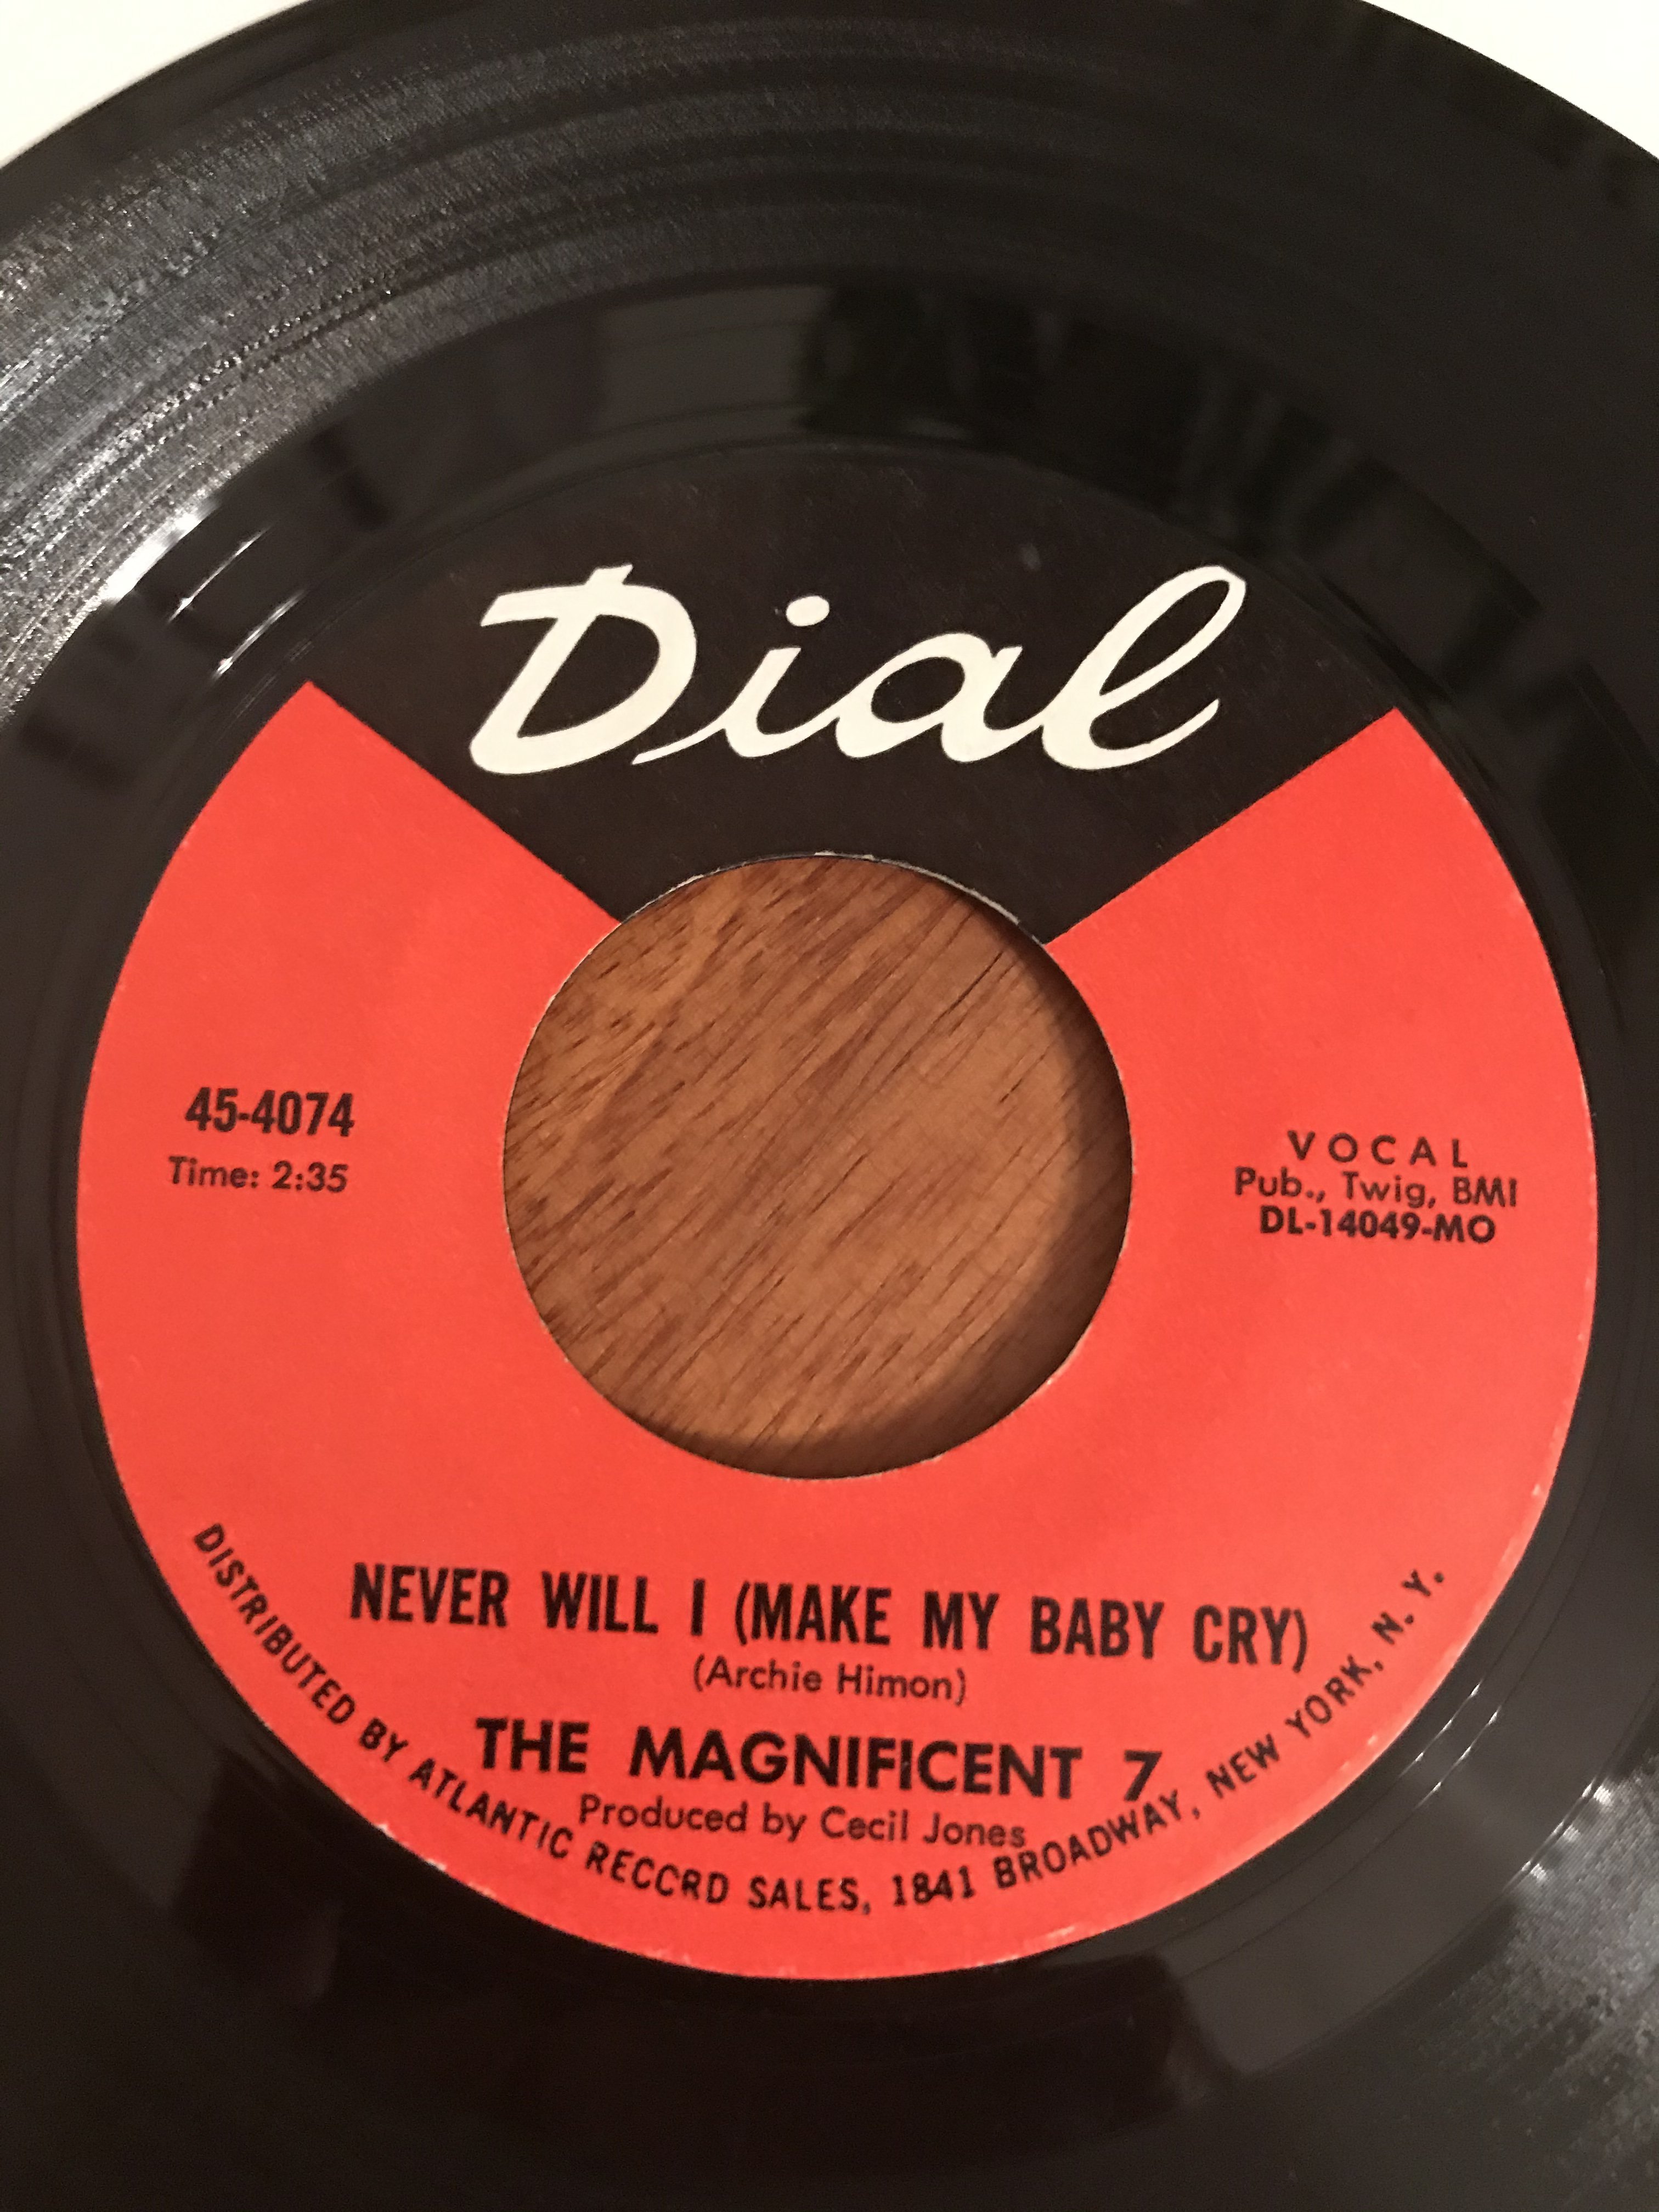 Dial
45-4074
Time: 2:35
VOCAL
Pub., Twig, BMI
DL-14049-MO
NEVER WILL I (MAKE MY BABY CRY)
(Archie Himon)
THE MAGNIFICENT 7
Produced by Cecil Jones
DISTRIBUTED BY ATLANTIC RECCRD SALES, 1841 BROADWAY, NEW YORK, N. Y.